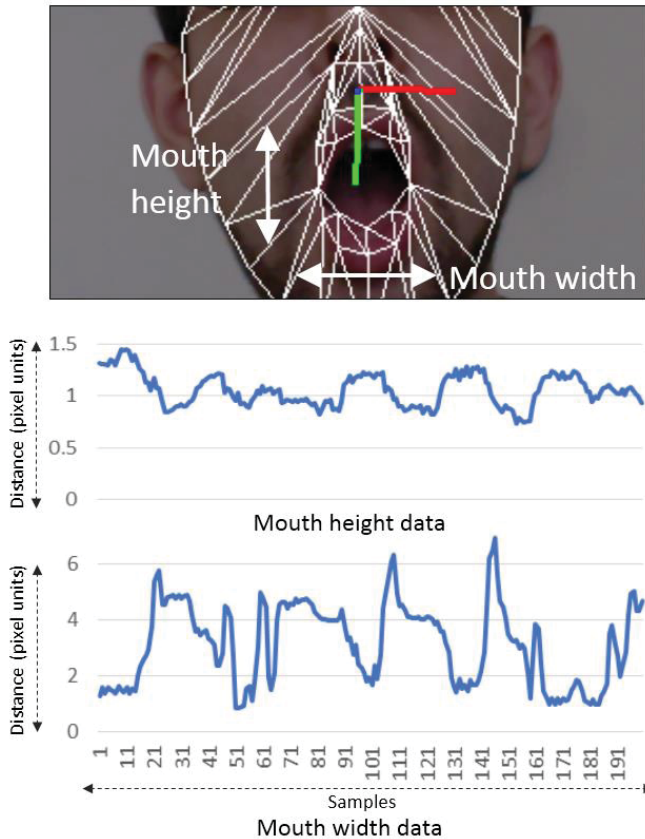 Mouth
height
Mouth width
Distance (pixel units)
1.5
1
0.5
0
Mouth height data
Distance (pixel units)
6
4
2
0
1 11 21 31 41 51 61 71 81 91 101 111 121 131 141 151 161 171 181 191
Samples
Mouth width data